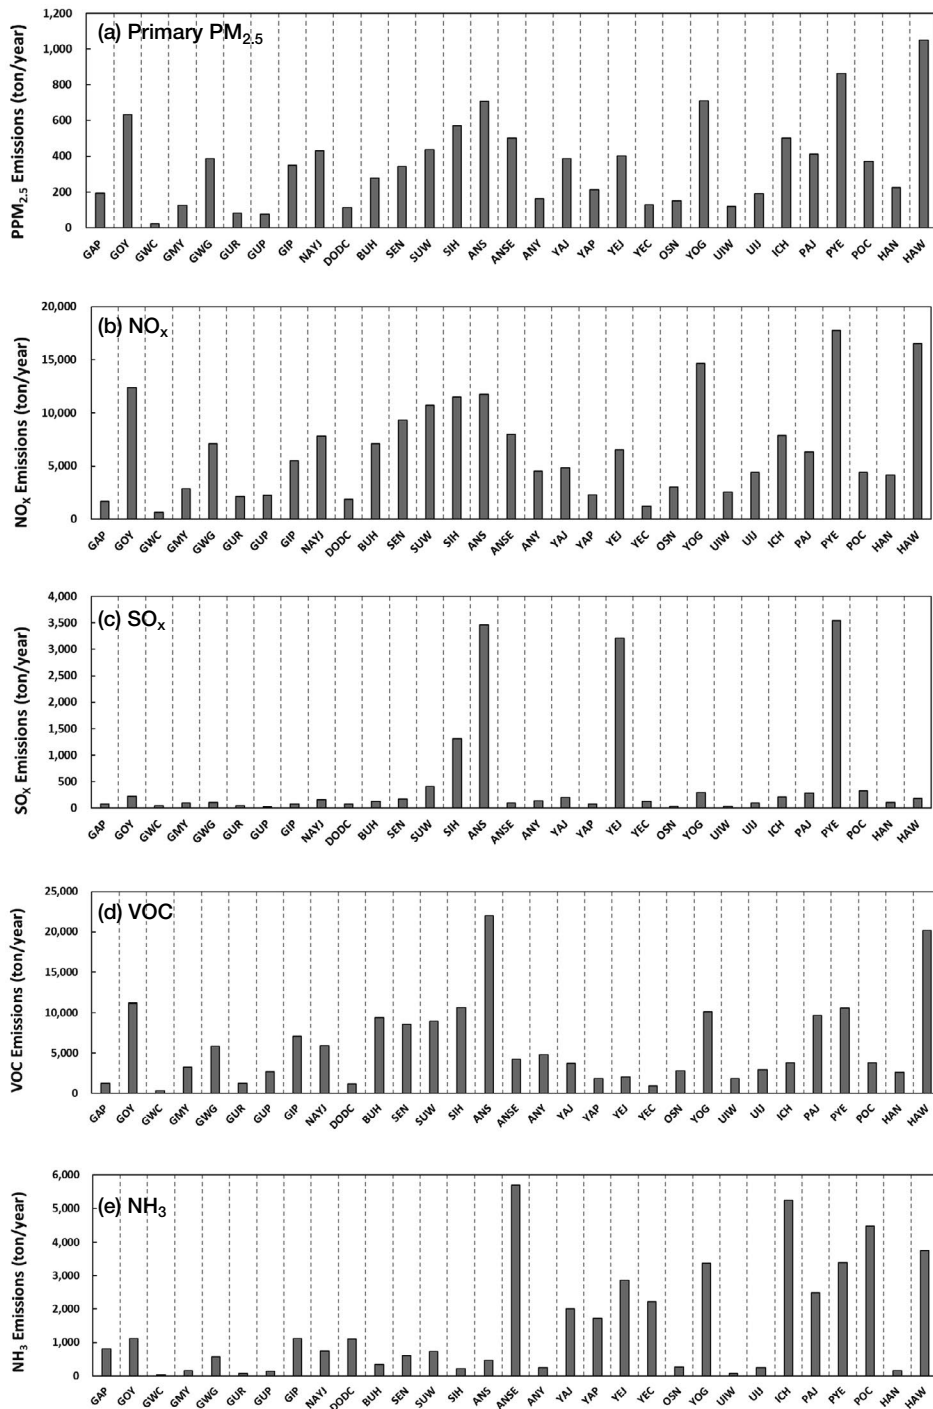 (a) Primary PM2.5
PPM2.5 Emissions (ton/year)
1,200
1,000
800
600
400
200
0
GAP GOY GWC GMY GWG GUR GUP GIP NAYJ DODC BUH SEN SUW SIH ANS ANSE ANY YAJ YAP YEJ YEC OSN YOG UIW UIJ ICH PAJ PYE POC HAN HAW
(b) NOx
NOX Emissions (ton/year)
20,000
15,000
10,000
5,000
0
GAP GOY GWC GMY GWG GUR GUP GIP NAYJ DODC BUH SEN SUW SIH ANS ANSE ANY YAJ YAP YEJ YEC OSN YOG UIW UIJ ICH PAJ PYE POC HAN HAW
(c) SOx
SOX Emissions (ton/year)
4,000
3,500
3,000
2,500
2,000
1,500
1,000
500
0
GAP GOY GWC GMY GWG GUR GUP GIP NAYJ DODC BUH SEN SUW SIH ANS ANSE ANY YAJ YAP YEJ YEC OSN YOG UIW UIJ ICH PAJ PYE POC HAN HAW
(d) VOC
VOC Emissions (ton/year)
25,000
20,000
15,000
10,000
5,000
0
GAP GOY GWC GMY GWG GUR GUP GIP NAYJ DODC BUH SEN SUW SIH ANS ANSE ANY YAJ YAP YEJ YEC OSN YOG UIW UIJ ICH PAJ PYE POC HAN HAW
(e) NH3
NH3 Emissions (ton/year)
6,000
5,000
4,000
3,000
2,000
1,000
0
GAP GOY GWC GMY GWG GUR GUP GIP NAYJ DODC BUH SEN SUW SIH ANS ANSE ANY YAJ YAP YEJ YEC OSN YOG UIW UIJ ICH PAJ PYE POC HAN HAW